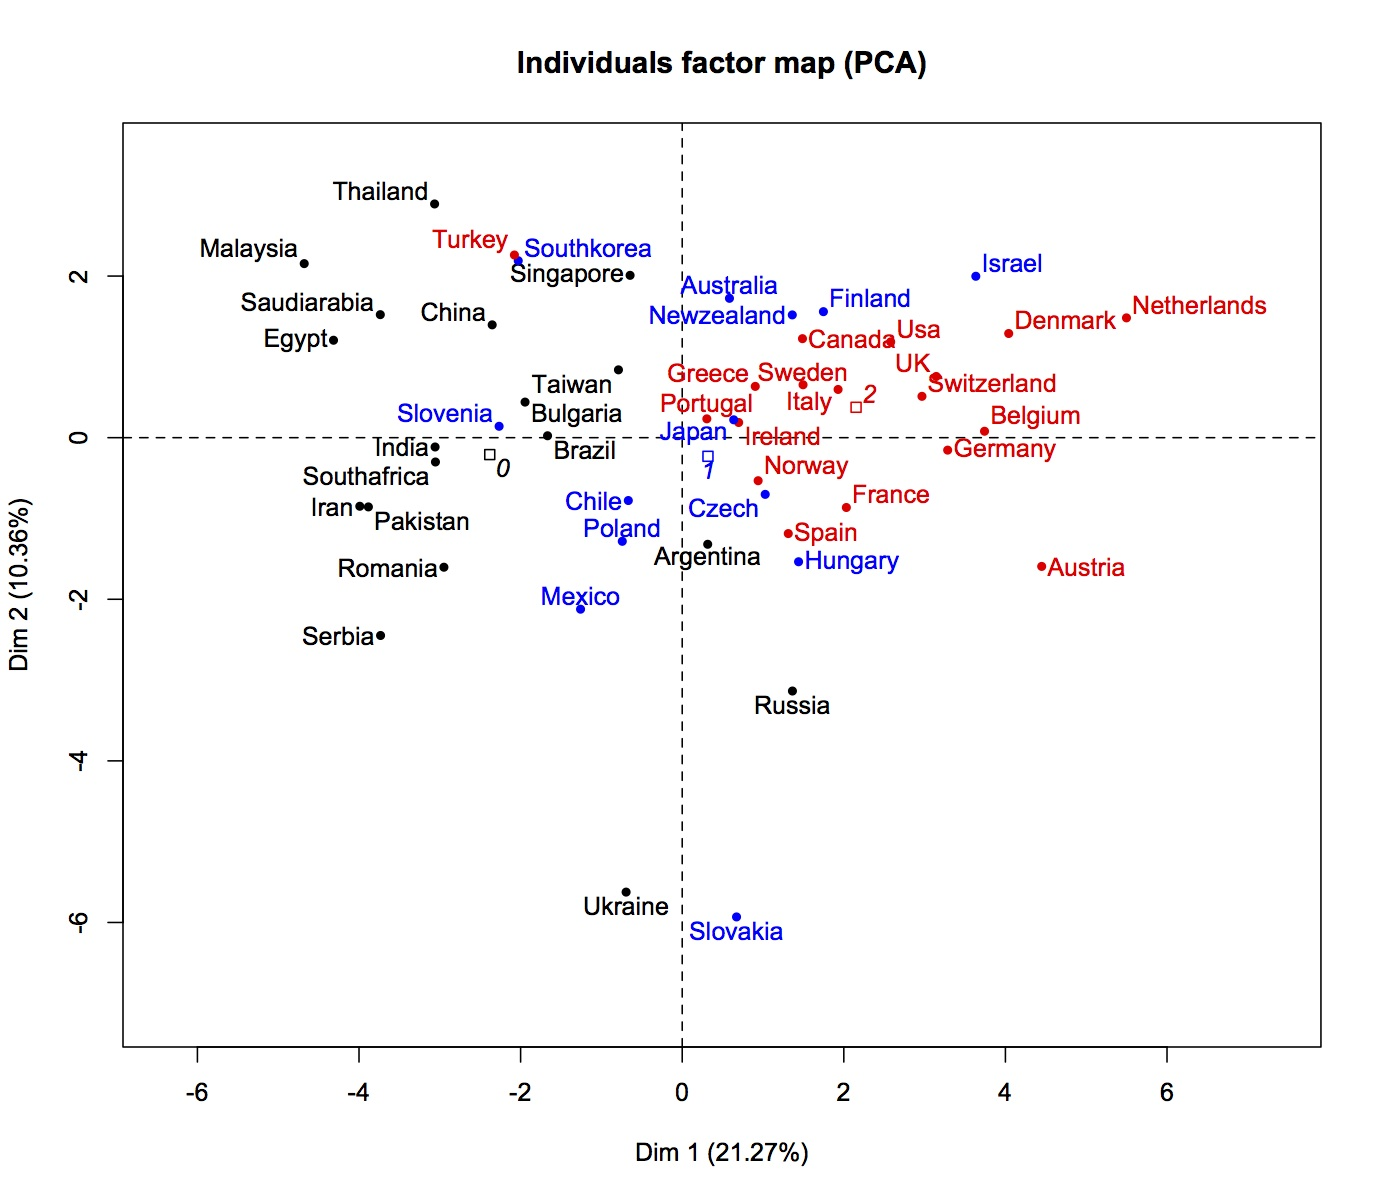 Individuals factor map (PCA)
Thailand
Turkey
Southkorea
Malaysia
Singapore
Israel
Australia
Saudiarabia
Finland
Netherlands
China
Newzealand
Denmark
Egypt
Canada
Usa
UK
Greece
Sweden
Taiwan
Switzerland
2
Portugal
Italy
Slovenia
Bulgaria
Belgium
Japan
Ireland
India
Brazil
Germany
0
1
Norway
Southafrica
France
Chile
Iran
Czech
Pakistan
Poland
Spain
Argentina
Hungary
Romania
Austria
Mexico
Serbia
Russia
Ukraine
Slovakia
2
0
-2
-4
-6
Dim 2 (10.36%)
-6 -4 -2 0 2 4 6
Dim 1 (21.27%)